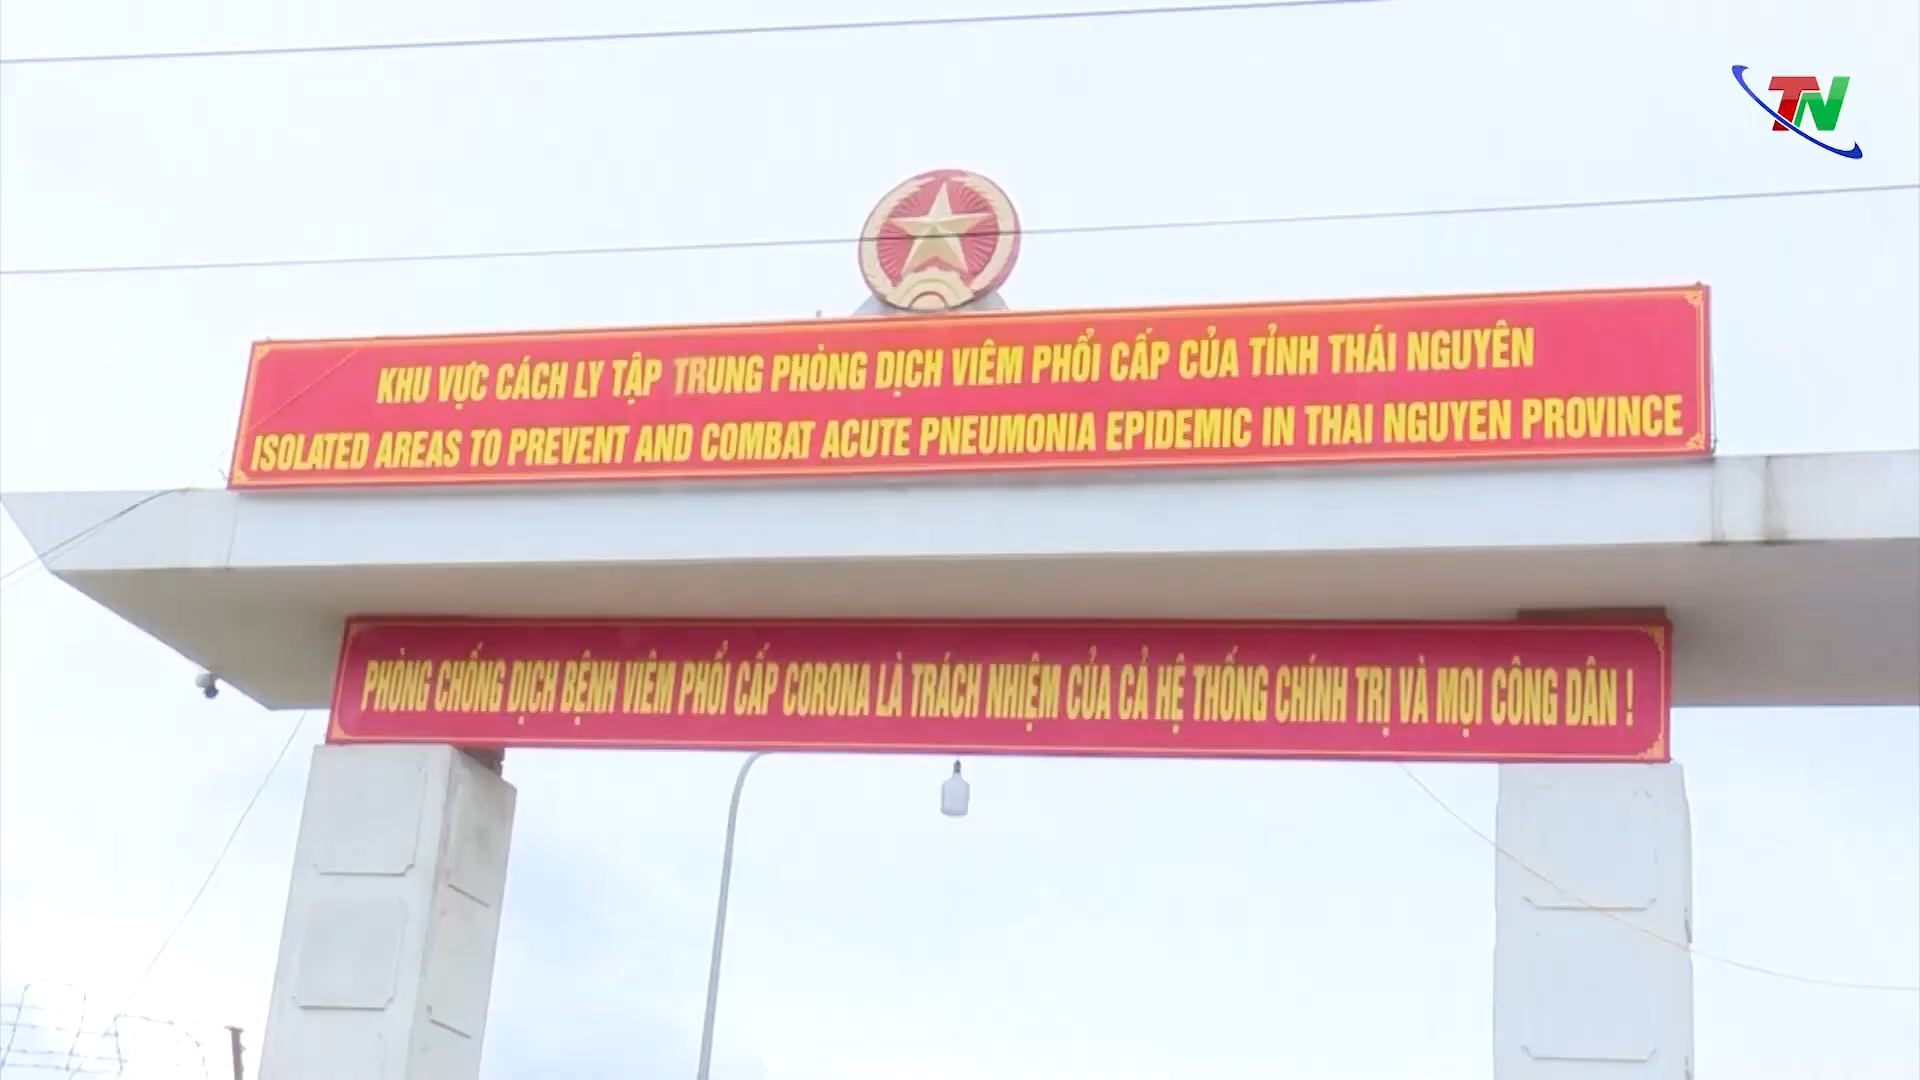 TN
KHU VỰC CÁCH LY TẬP TRUNG PHÒNG DỊCH VIÊM PHỔI CẤP CỦA TỈNH THÁI NGUYÊN
ISOLATED AREAS TO PREVENT AND COMBAT ACUTE PNEUMONIA EPIDEMIC IN THAI NGUYEN PROVINCE
PHÒNG CHỐNG DỊCH BỆNH VIÊM PHỔI CẤP CORONA LÀ TRÁCH NHIỆM CỦA CẢ HỆ THỐNG CHÍNH TRỊ VÀ MỌI CÔNG DÂN !